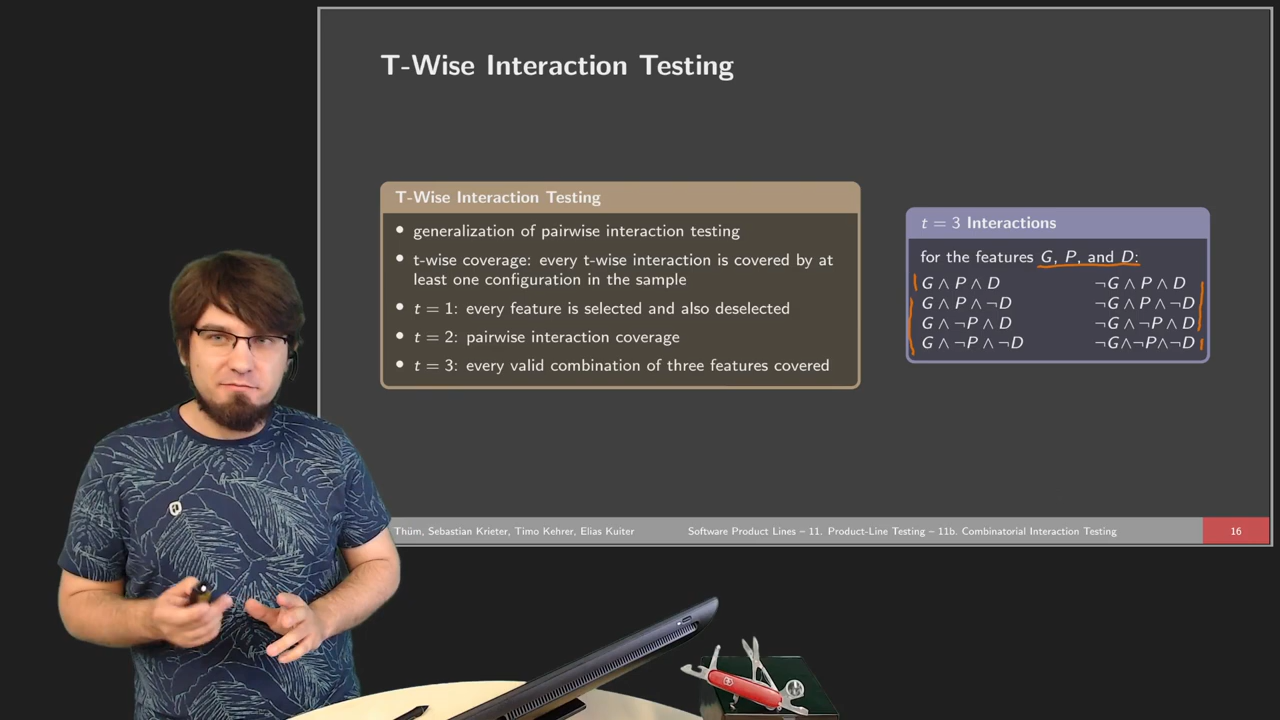 T-Wise Interaction Testing
T-Wise Interaction Testing
• generalization of pairwise interaction testing
• t-wise coverage: every t-wise interaction is covered by at
least one configuration in the sample
• t = 1: every feature is selected and also deselected
• t = 2: pairwise interaction coverage
• t = 3: every valid combination of three features covered
t = 3 Interactions
for the features G, P, and D:
G ∧ P ∧ D ¬G ∧ P ∧ D
G ∧ P ∧ ¬D ¬G ∧ P ∧ ¬D
G ∧ ¬P ∧ D ¬G ∧ ¬P ∧ D
G ∧ ¬P ∧ ¬D ¬G∧¬P∧¬D
Thüm, Sebastian Krieter, Timo Kehrer, Elias Kuiter Software Product Lines – 11. Product-Line Testing – 11b. Combinatorial Interaction Testing 16